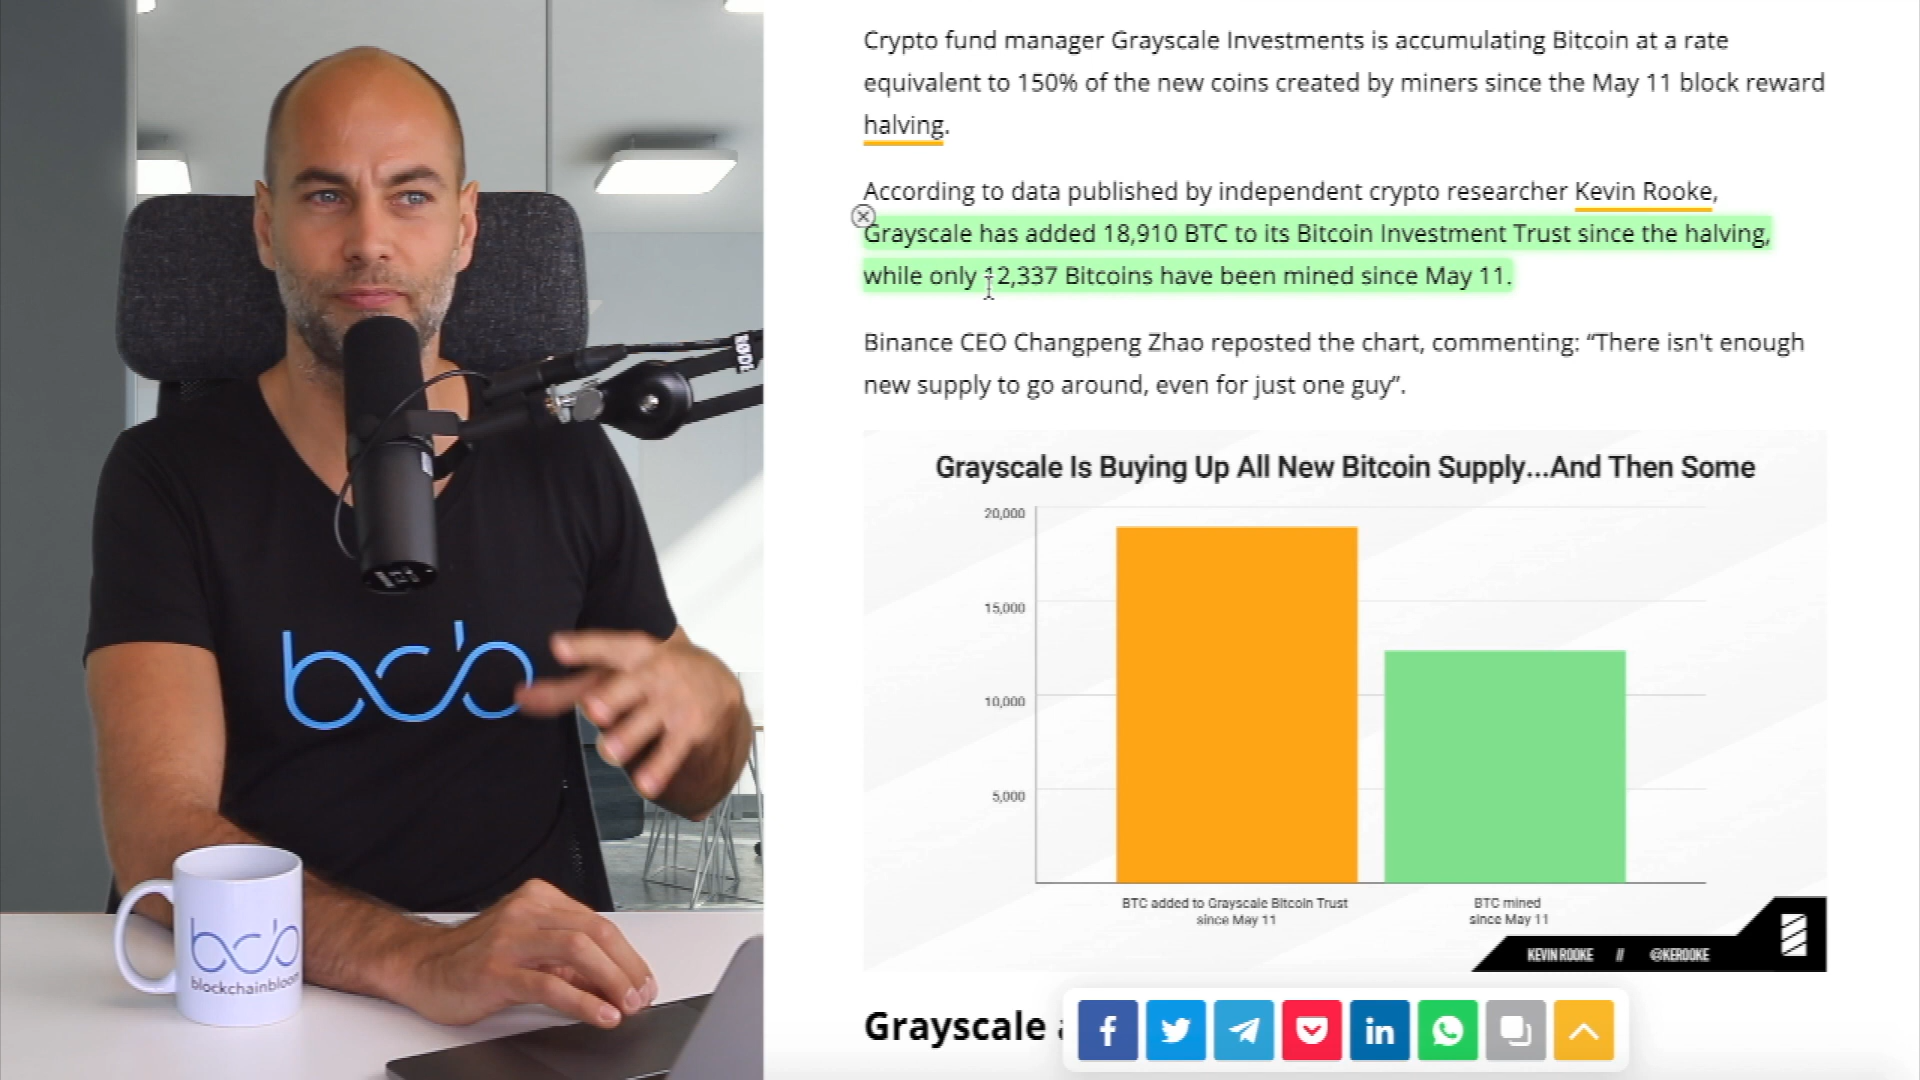 Crypto fund manager Grayscale Investments is accumulating Bitcoin at a rate
equivalent to 150% of the new coins created by miners since the May 11 block reward
halving.
According to data published by independent crypto researcher Kevin Rooke,
Grayscale has added 18,910 BTC to its Bitcoin Investment Trust since the halving,
while only 12,337 Bitcoins have been mined since May 11.
Binance CEO Changpeng Zhao reposted the chart, commenting: “There isn't enough
new supply to go around, even for just one guy”.
Grayscale Is Buying Up All New Bitcoin Supply...And Then Some
20,000
15,000
10,000
5,000
BTC added to Grayscale Bitcoin Trust
since May 11
BTC mined
since May 11
KEVIN ROOKE // @KEROOKE
Grayscale
RØDE
bcb
bcb
blockchainbloom